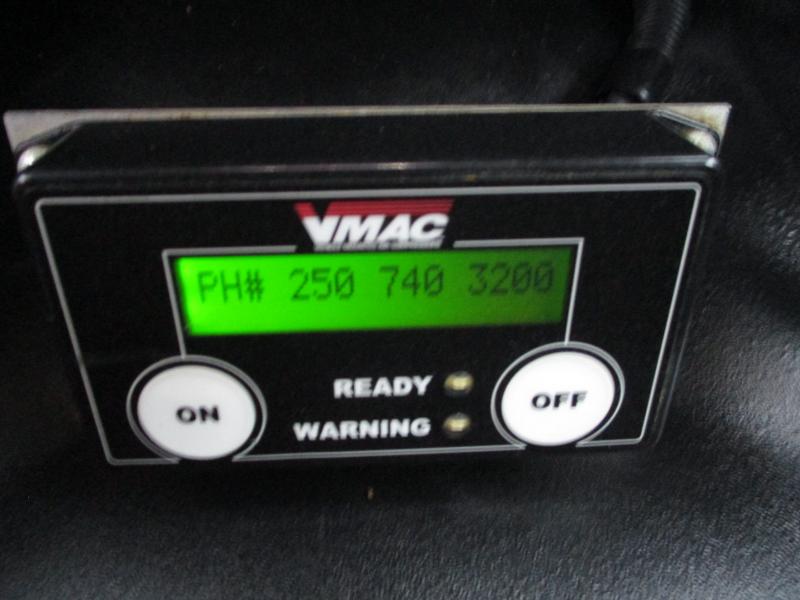 VMAC
PH# 250 740 3200
READY
ON
OFF
WARNING